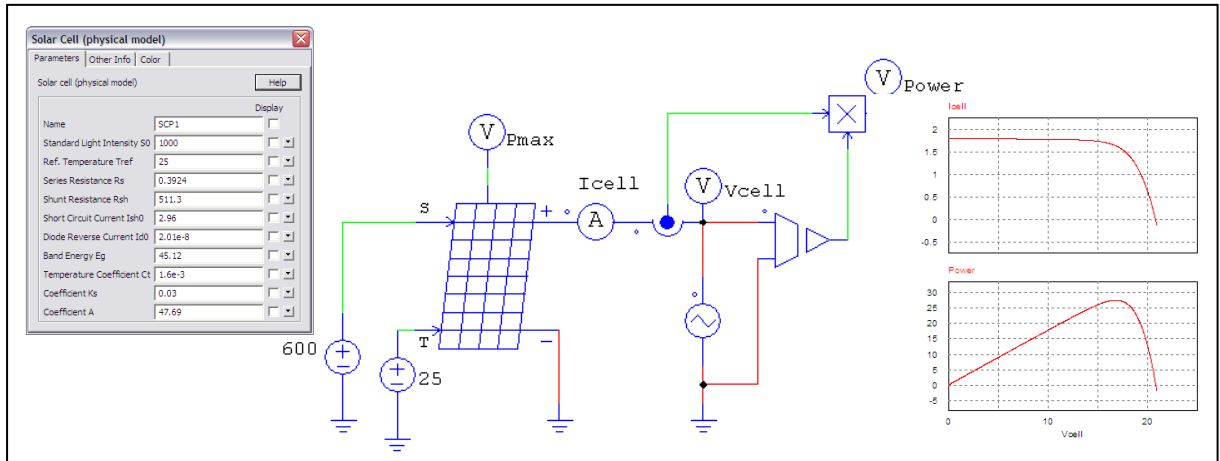 Solar Cell (physical model)
Parameters Other Info Color
Solar cell (physical model)
Help
Display
Name SCP1
Standard Light Intensity S0 1000
Ref. Temperature Tref 25
Series Resistance Rs 0.3924
Shunt Resistance Rsh 511.3
Short Circuit Current Ish0 2.96
Diode Reverse Current Id0 2.01e-8
Band Energy Eg 45.12
Temperature Coefficient Ct 1.6e-3
Coefficient Ks 0.03
Coefficient A 47.69
600
25
V Pmax
S
T
+
-
Icell
A
V Vcell
V Power
Icell
2
1.5
1
0.5
0
-0.5
Power
30
25
20
15
10
5
0
-5
0 10 20
Vcell